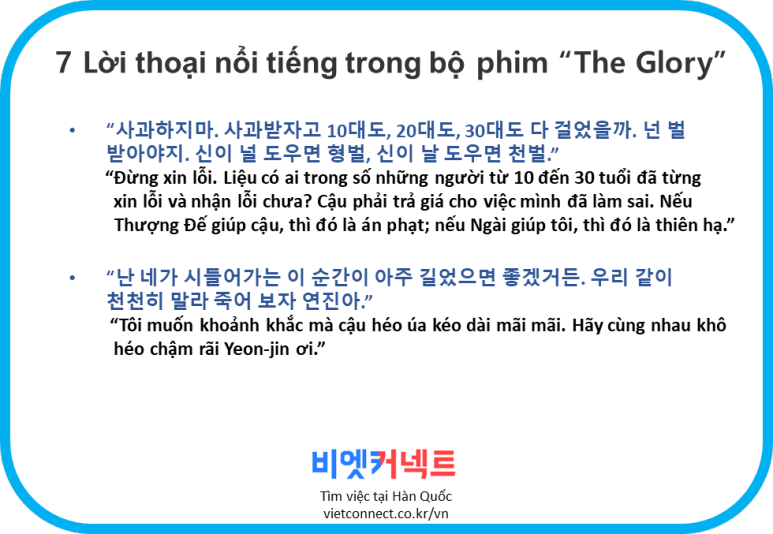 7 Lời thoại nổi tiếng trong bộ phim “The Glory”
• “사과하지마. 사과받자고 10대도, 20대도, 30대도 다 걸었을까. 넌 벌
받아야지. 신이 널 도우면 형벌, 신이 날 도우면 천벌.”
“Đừng xin lỗi. Liệu có ai trong số những người từ 10 đến 30 tuổi đã từng
xin lỗi và nhận lỗi chưa? Cậu phải trả giá cho việc mình đã làm sai. Nếu
Thượng Đế giúp cậu, thì đó là án phạt; nếu Ngài giúp tôi, thì đó là thiên hạ.”
• “난 네가 시들어가는 이 순간이 아주 길었으면 좋겠거든. 우리 같이
천천히 말라 죽어 보자 연진아.”
“Tôi muốn khoảnh khắc mà cậu héo úa kéo dài mãi mãi. Hãy cùng nhau khô
héo chậm rãi Yeon-jin ơi.”
비엣커넥트
Tìm việc tại Hàn Quốc
vietconnect.co.kr/vn